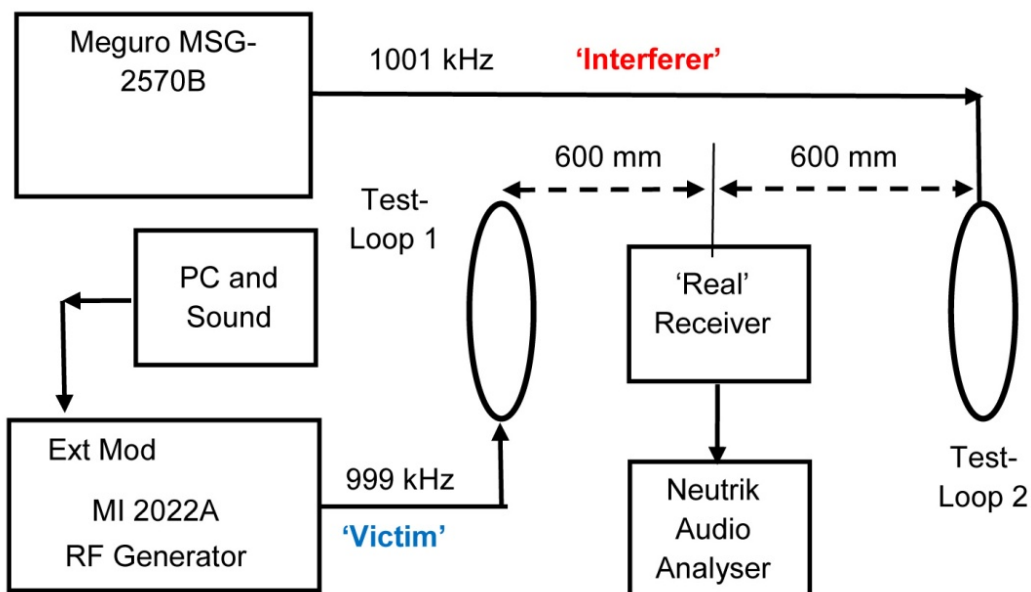 Meguro MSG-
2570B
1001 kHz
‘Interferer’
600 mm
600 mm
Test-
Loop 1
PC and
Sound
‘Real’
Receiver
Ext Mod
MI 2022A
RF Generator
999 kHz
‘Victim’
Neutrik
Audio
Analyser
Test-
Loop 2